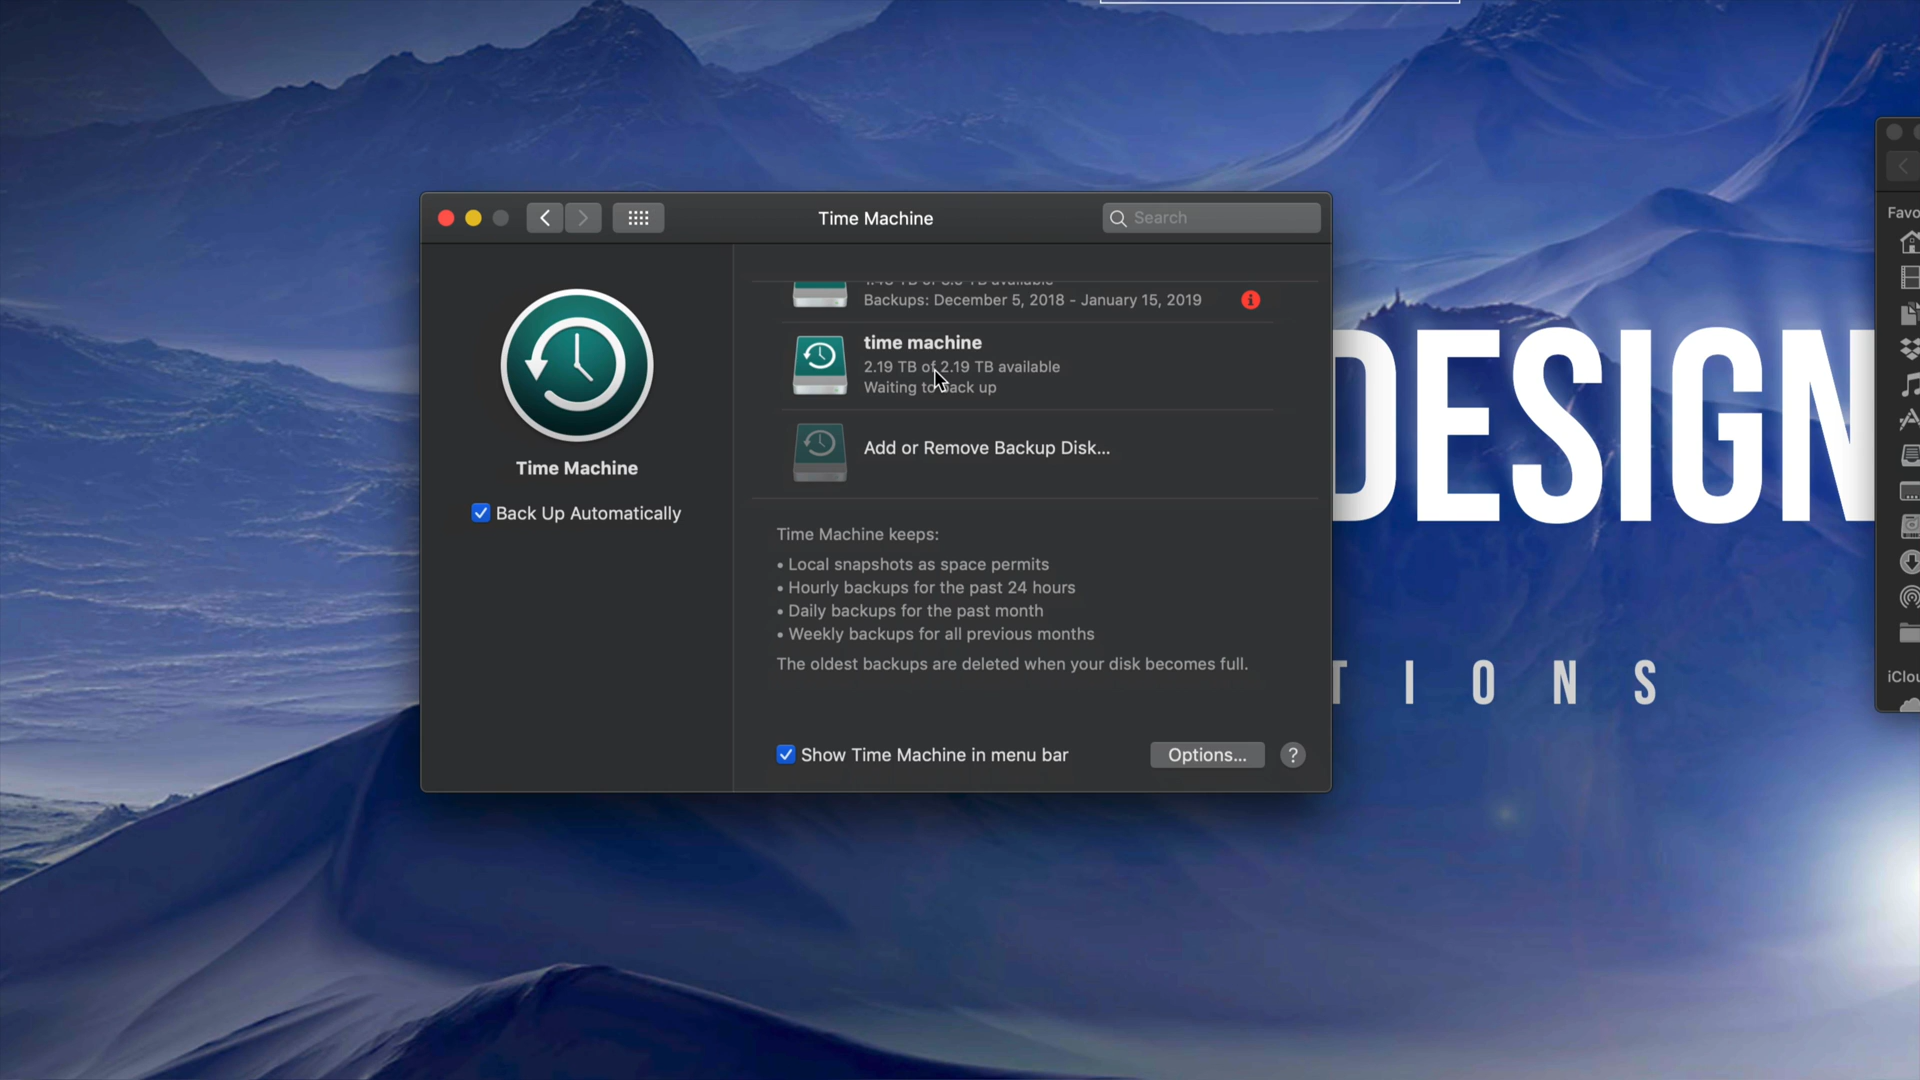 Time Machine
Search
Backups: December 5, 2018 - January 15, 2019
time machine
2.19 TB of 2.19 TB available
Waiting to back up
Add or Remove Backup Disk...
Time Machine
Back Up Automatically
Time Machine keeps:
• Local snapshots as space permits
• Hourly backups for the past 24 hours
• Daily backups for the past month
• Weekly backups for all previous months
The oldest backups are deleted when your disk becomes full.
Show Time Machine in menu bar
Options...
?
DESIGN
TIONS
Favo
iClou